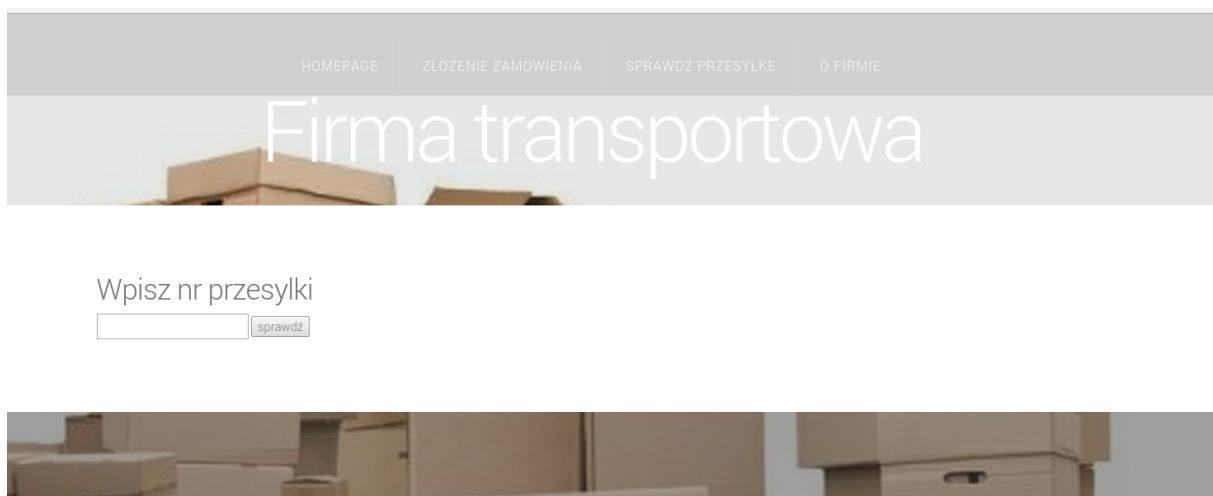 HOMEPAGE ZLOZENIE ZAMOWIENIA SPRAWDZ PRZESYLKE O FIRMIE
Firma transportowa
Wpisz nr przesylki
sprawdź